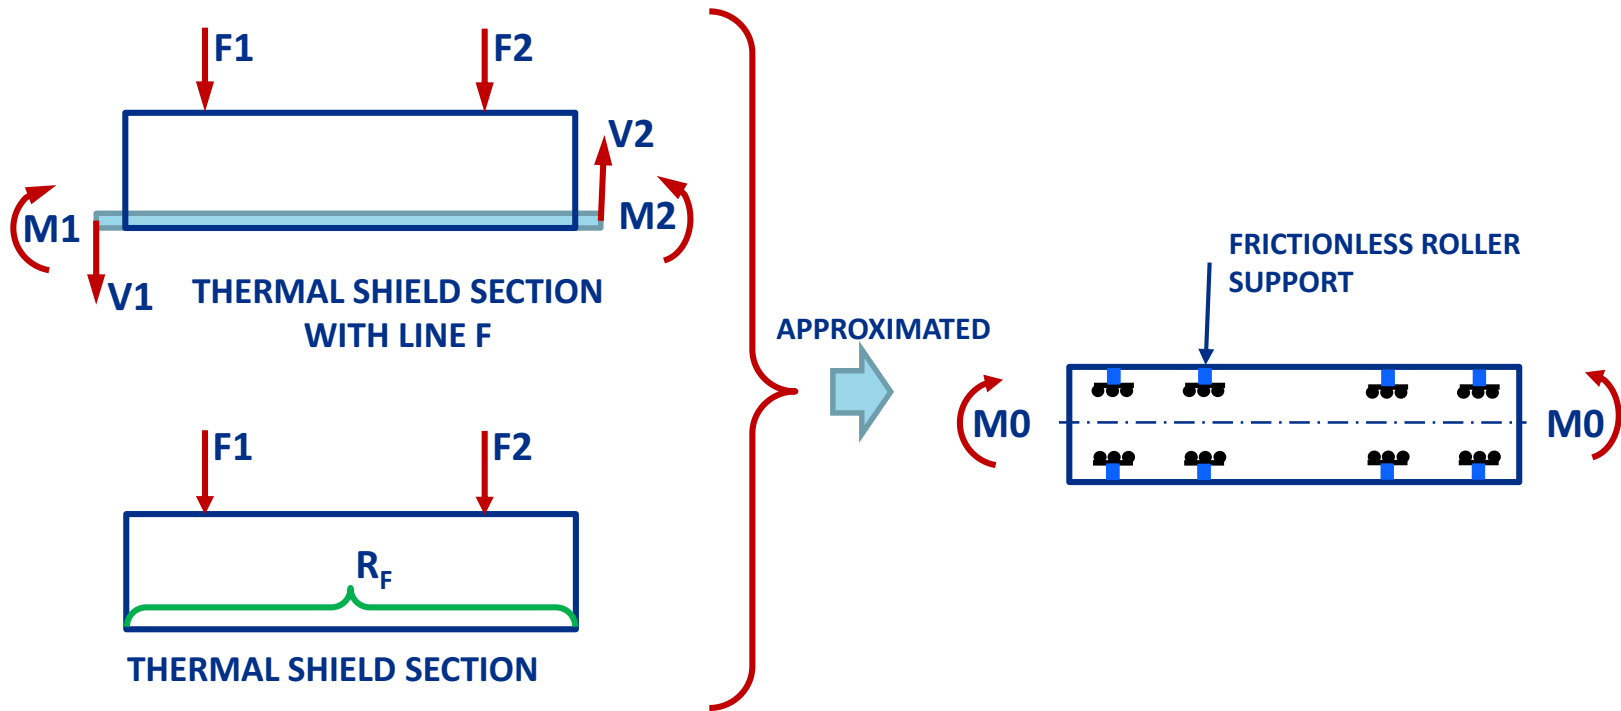 F1
F2
V2
M1
M2
V1
THERMAL SHIELD SECTION
WITH LINE F
F1
F2
R_F
THERMAL SHIELD SECTION
APPROXIMATED
FRICTIONLESS ROLLER
SUPPORT
M0
M0